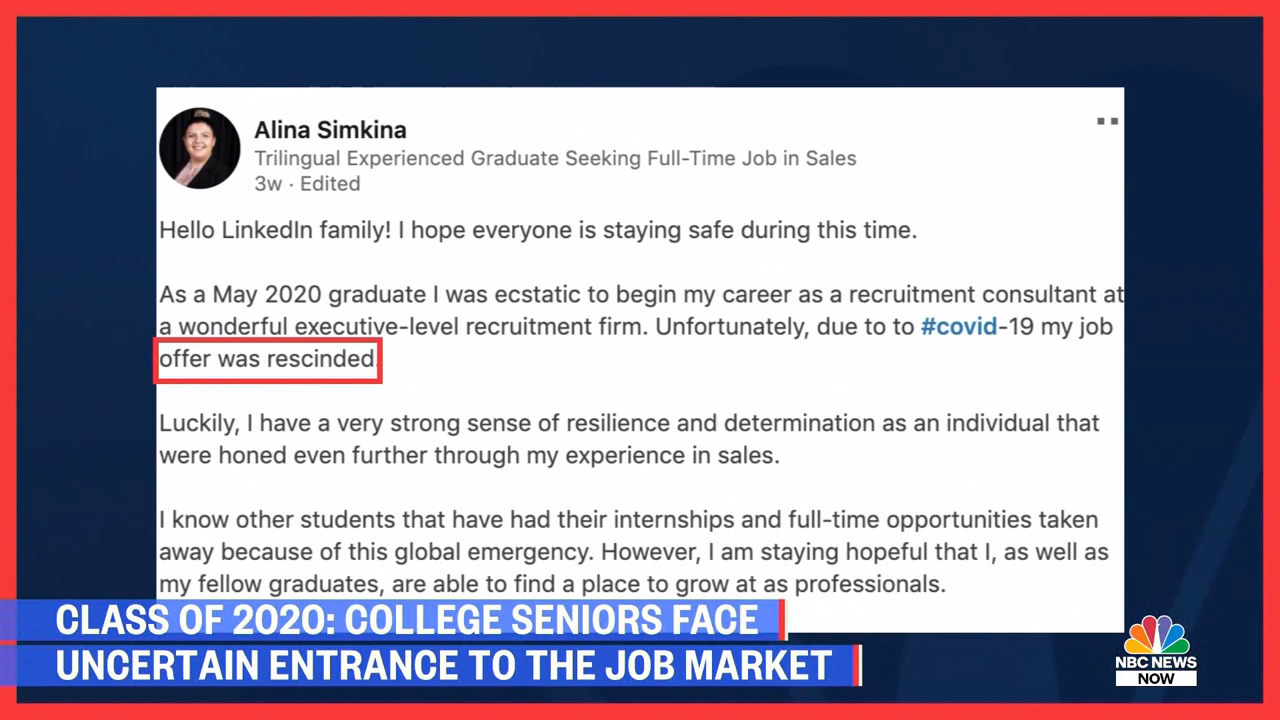 Alina Simkina
Trilingual Experienced Graduate Seeking Full-Time Job in Sales
3w · Edited
Hello LinkedIn family! I hope everyone is staying safe during this time.
As a May 2020 graduate I was ecstatic to begin my career as a recruitment consultant at
a wonderful executive-level recruitment firm. Unfortunately, due to to #covid-19 my job
offer was rescinded.
Luckily, I have a very strong sense of resilience and determination as an individual that
were honed even further through my experience in sales.
I know other students that have had their internships and full-time opportunities taken
away because of this global emergency. However, I am staying hopeful that I, as well as
my fellow graduates, are able to find a place to grow at as professionals.
CLASS OF 2020: COLLEGE SENIORS FACE
UNCERTAIN ENTRANCE TO THE JOB MARKET
NBC NEWS
NOW